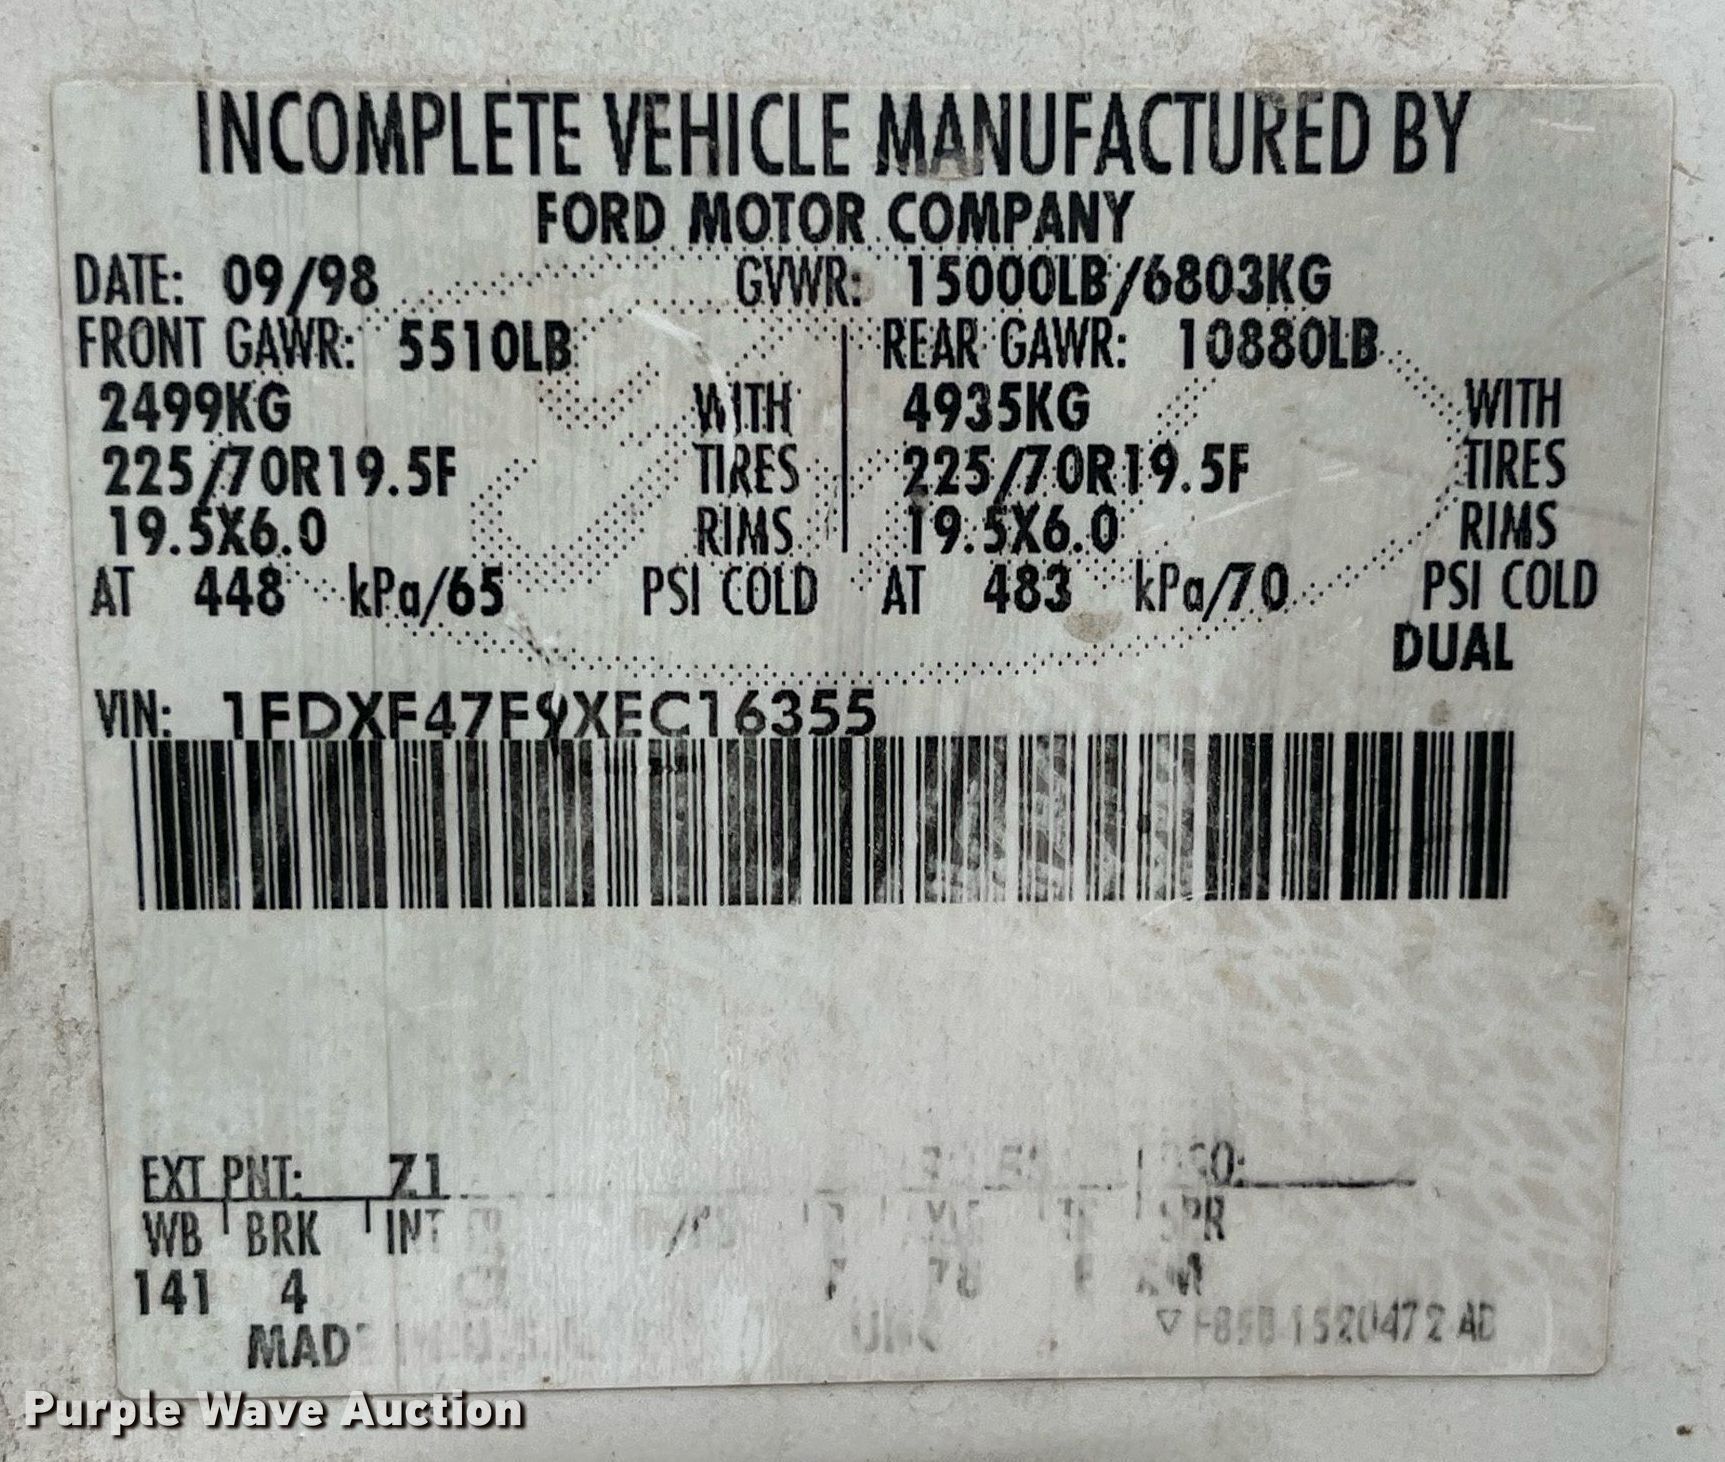 INCOMPLETE VEHICLE MANUFACTURED BY
FORD MOTOR COMPANY
DATE: 09/98 GVWR: 15000LB/6803KG
FRONT GAWR: 5510LB REAR GAWR: 10880LB
2499KG WITH 4935KG WITH
225/70R19.5F TIRES 225/70R19.5F TIRES
19.5X6.0 RIMS 19.5X6.0 RIMS
AT 448 kPa/65 PSI COLD AT 483 kPa/70 PSI COLD
DUAL
VIN: 1FDXF47F9XEC16355
EXT PNT: Z1
WB BRK INT SPR
141 4
MADE
1520472
Purple Wave Auction